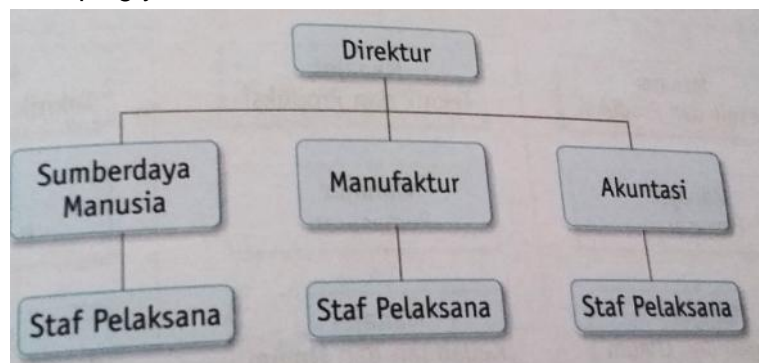 Direktur
Sumberdaya
Manusia
Manufaktur
Akuntasi
Staf Pelaksana
Staf Pelaksana
Staf Pelaksana